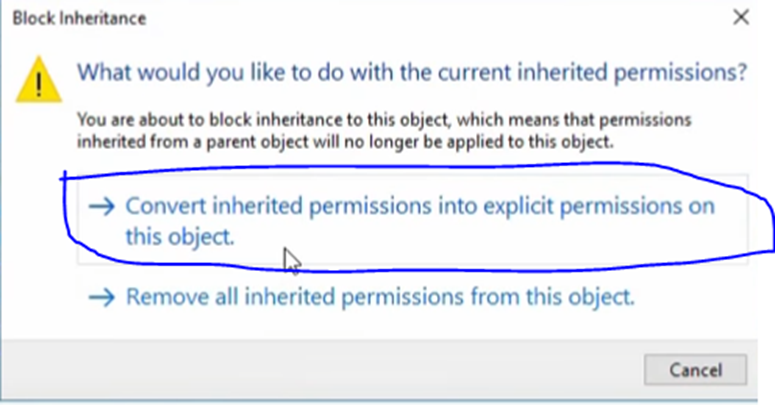 Block Inheritance
What would you like to do with the current inherited permissions?
You are about to block inheritance to this object, which means that permissions
inherited from a parent object will no longer be applied to this object.
Convert inherited permissions into explicit permissions on
this object.
Remove all inherited permissions from this object.
Cancel